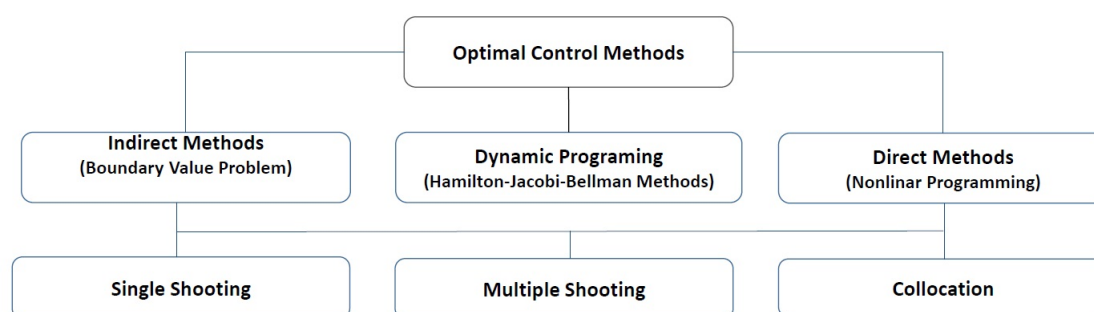 Optimal Control Methods
Indirect Methods
(Boundary Value Problem)
Dynamic Programing
(Hamilton-Jacobi-Bellman Methods)
Direct Methods
(Nonlinar Programming)
Single Shooting
Multiple Shooting
Collocation